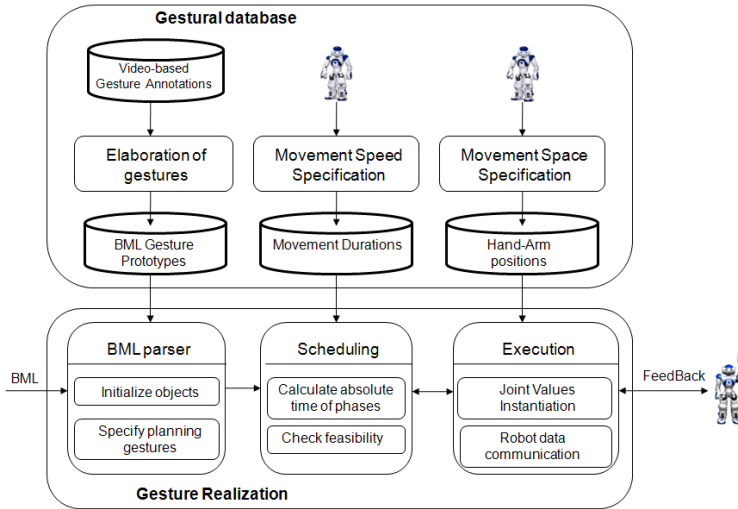 Gestural database
Video-based
Gesture Annotations
Elaboration of
gestures
Movement Speed
Specification
Movement Space
Specification
BML Gesture
Prototypes
Movement Durations
Hand-Arm
positions
BML parser
Scheduling
Execution
BML
Initialize objects
Calculate absolute
time of phases
Joint Values
Instantiation
FeedBack
Specify planning
gestures
Check feasibility
Robot data
communication
Gesture Realization